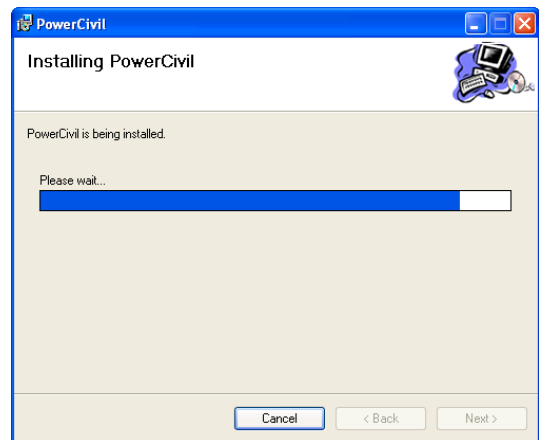 PowerCivil
Installing PowerCivil
PowerCivil is being installed.
Please wait...
Cancel
< Back
Next >